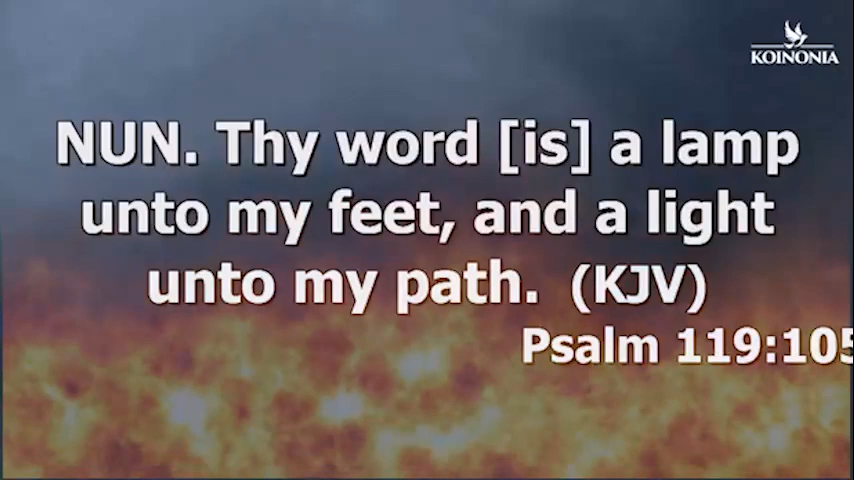 KOINONIA
NUN. Thy word [is] a lamp
unto my feet, and a light
unto my path. (KJV)
Psalm 119:105